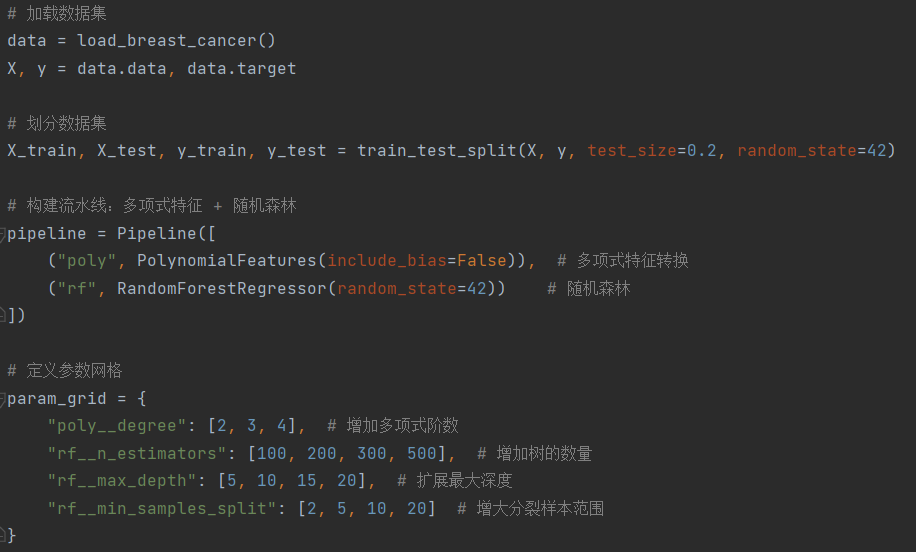 # 加载数据集
data = load_breast_cancer()
X, y = data.data, data.target
# 划分数据集
X_train, X_test, y_train, y_test = train_test_split(X, y, test_size=0.2, random_state=42)
# 构建流水线：多项式特征 + 随机森林
pipeline = Pipeline([
    ("poly", PolynomialFeatures(include_bias=False)),  # 多项式特征转换
    ("rf", RandomForestRegressor(random_state=42))    # 随机森林
])
# 定义参数网格
param_grid = {
    "poly__degree": [2, 3, 4],  # 增加多项式阶数
    "rf__n_estimators": [100, 200, 300, 500],  # 增加树的数量
    "rf__max_depth": [5, 10, 15, 20],  # 扩展最大深度
    "rf__min_samples_split": [2, 5, 10, 20]  # 增大分裂样本范围
}